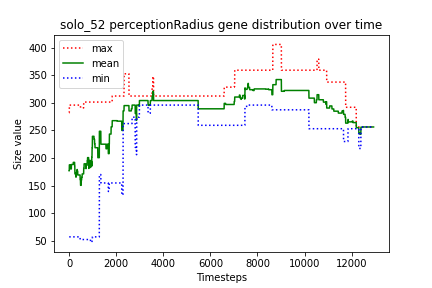 solo_52 perceptionRadius gene distribution over time
max
mean
min
Size value
400
350
300
250
200
150
100
50
0
2000
4000
6000
8000
10000
12000
Timesteps